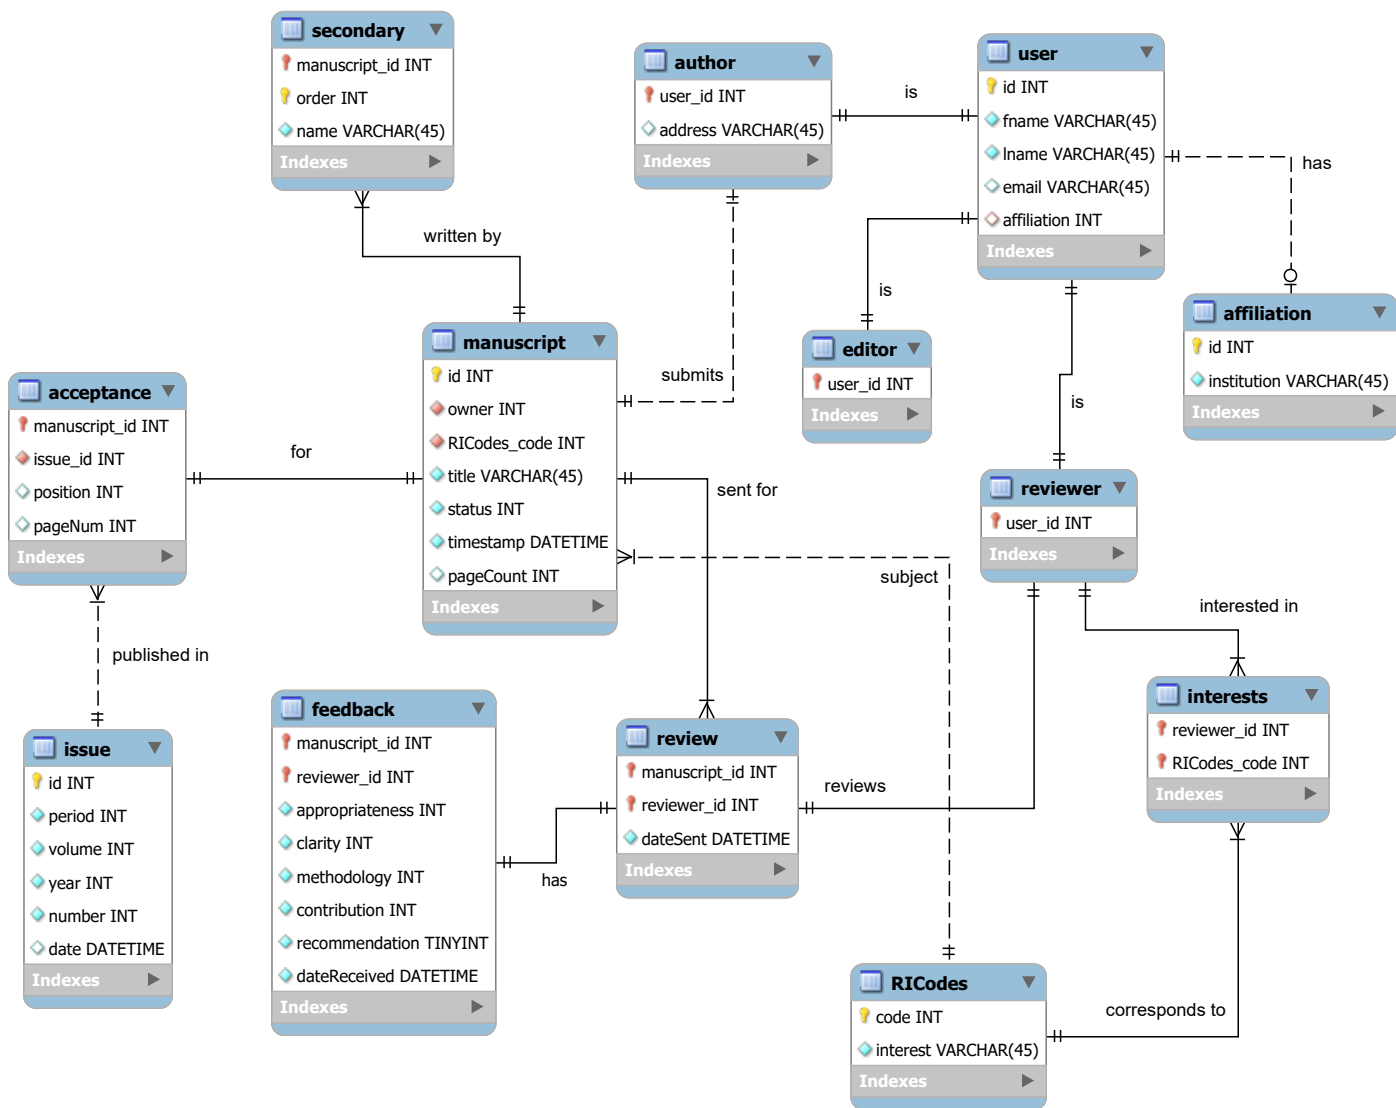 secondary
manuscript_id INT
order INT
name VARCHAR(45)
Indexes
author
user_id INT
address VARCHAR(45)
Indexes
is
user
id INT
fname VARCHAR(45)
lname VARCHAR(45)
email VARCHAR(45)
affiliation INT
Indexes
has
written by
is
submits
manuscript
id INT
owner INT
RICodes_code INT
title VARCHAR(45)
status INT
timestamp DATETIME
pageCount INT
Indexes
editor
user_id INT
Indexes
affiliation
id INT
institution VARCHAR(45)
Indexes
is
acceptance
manuscript_id INT
issue_id INT
position INT
pageNum INT
Indexes
for
sent for
subject
reviewer
user_id INT
Indexes
interested in
published in
issue
id INT
period INT
volume INT
year INT
number INT
date DATETIME
Indexes
feedback
manuscript_id INT
reviewer_id INT
appropriateness INT
clarity INT
methodology INT
contribution INT
recommendation TINYINT
dateReceived DATETIME
Indexes
has
review
manuscript_id INT
reviewer_id INT
dateSent DATETIME
Indexes
reviews
interests
reviewer_id INT
RICodes_code INT
Indexes
RICodes
code INT
interest VARCHAR(45)
Indexes
corresponds to